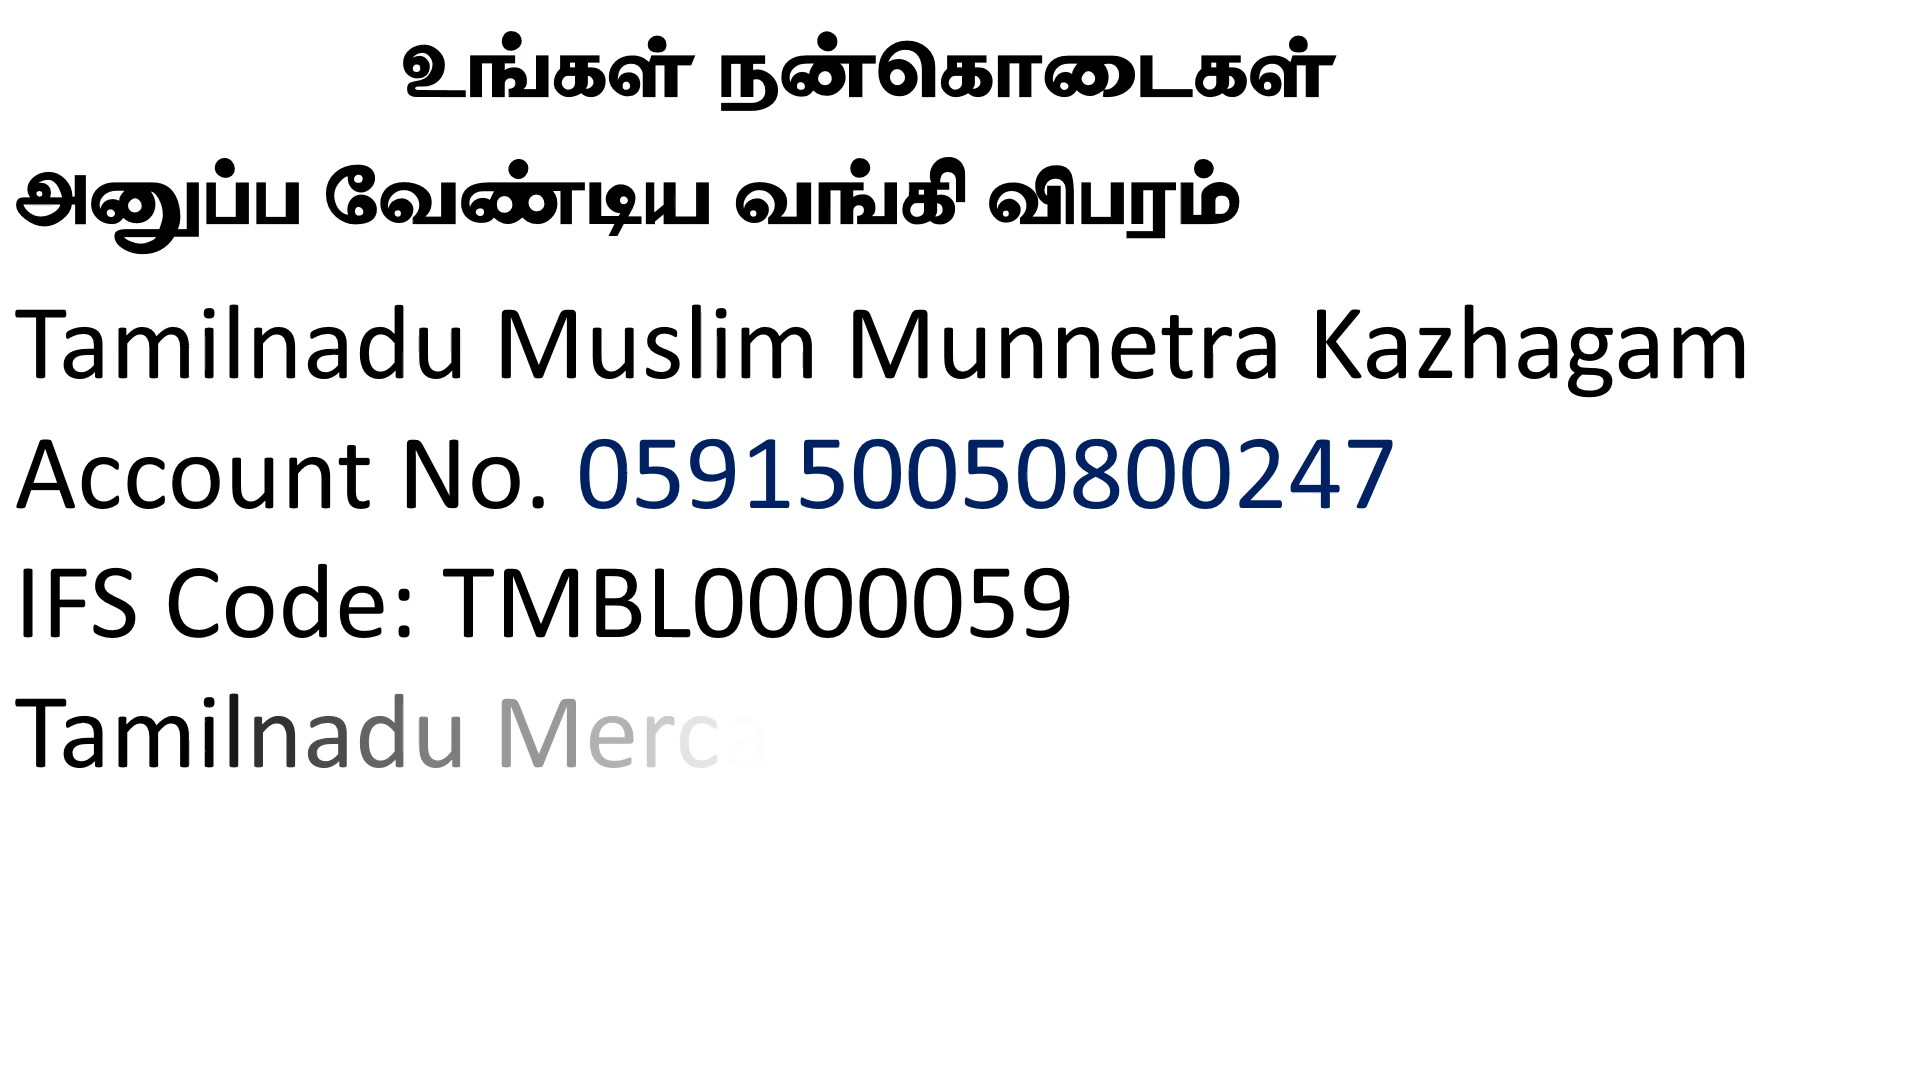 உங்கள் நன்கொடைகள்
அனுப்ப வேண்டிய வங்கி விபரம்
Tamilnadu Muslim Munnetra Kazhagam
Account No. 059150050800247
IFS Code: TMBL0000059
Tamilnadu Merca